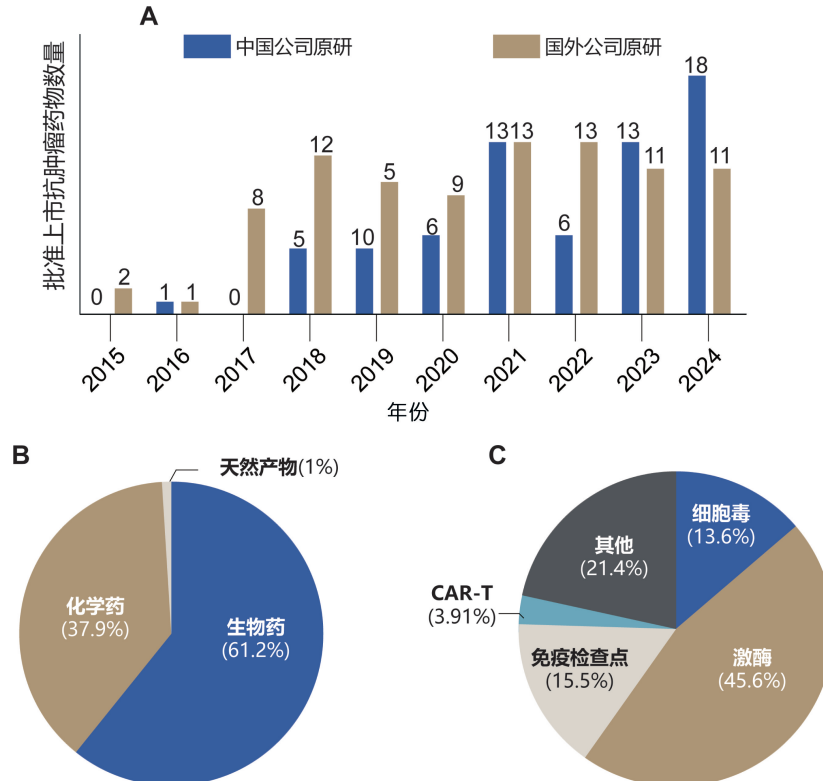 A
中国公司原研
国外公司原研
批准上市抗肿瘤药物数量
0 2 1 1 0 8 5 12 10 5 6 9 13 13 6 13 13 11 18 11
2015 2016 2017 2018 2019 2020 2021 2022 2023 2024
年份
B
天然产物(1%)
化学药
(37.9%)
生物药
(61.2%)
C
细胞毒
(13.6%)
其他
(21.4%)
CAR-T
(3.91%)
免疫检查点
(15.5%)
激酶
(45.6%)